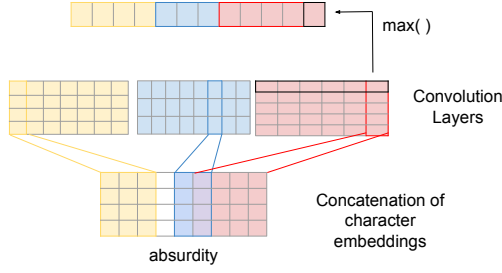 max( )
Convolution
Layers
Concatenation of
character
embeddings
absurdity